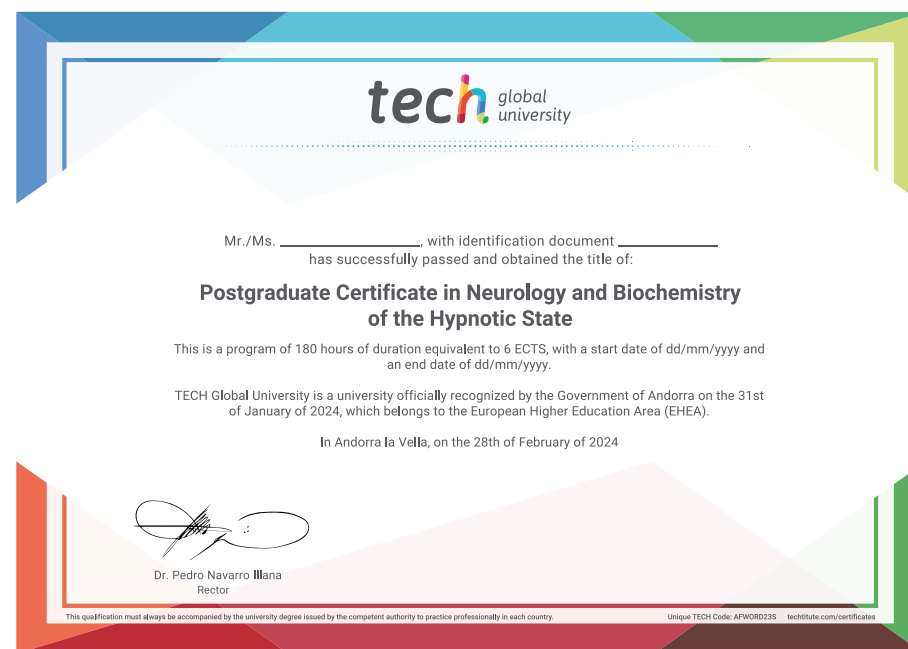 tech global
university
Mr./Ms. ____________________, with identification document ______________
has successfully passed and obtained the title of:
Postgraduate Certificate in Neurology and Biochemistry
of the Hypnotic State
This is a program of 180 hours of duration equivalent to 6 ECTS, with a start date of dd/mm/yyyy and
an end date of dd/mm/yyyy.
TECH Global University is a university officially recognized by the Government of Andorra on the 31st
of January of 2024, which belongs to the European Higher Education Area (EHEA).
In Andorra la Vella, on the 28th of February of 2024
Dr. Pedro Navarro Illana
Rector
This qualification must always be accompanied by the university degree issued by the competent authority to practice professionally in each country.
Unique TECH Code: AFWORD23S techtitute.com/certificates